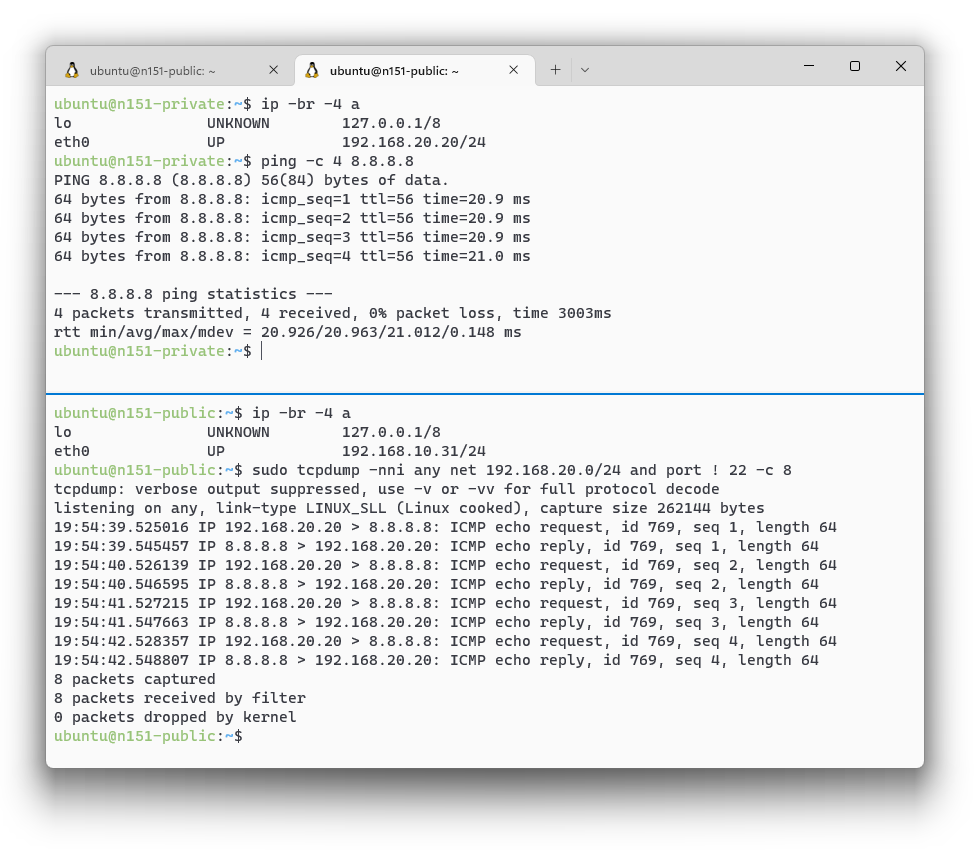 ubuntu@n151-public: ~
ubuntu@n151-public: ~
ubuntu@n151-private:~$ ip -br -4 a
lo               UNKNOWN        127.0.0.1/8
eth0             UP             192.168.20.20/24
ubuntu@n151-private:~$ ping -c 4 8.8.8.8
PING 8.8.8.8 (8.8.8.8) 56(84) bytes of data.
64 bytes from 8.8.8.8: icmp_seq=1 ttl=56 time=20.9 ms
64 bytes from 8.8.8.8: icmp_seq=2 ttl=56 time=20.9 ms
64 bytes from 8.8.8.8: icmp_seq=3 ttl=56 time=20.9 ms
64 bytes from 8.8.8.8: icmp_seq=4 ttl=56 time=21.0 ms
--- 8.8.8.8 ping statistics ---
4 packets transmitted, 4 received, 0% packet loss, time 3003ms
rtt min/avg/max/mdev = 20.926/20.963/21.012/0.148 ms
ubuntu@n151-private:~$
ubuntu@n151-public:~$ ip -br -4 a
lo               UNKNOWN        127.0.0.1/8
eth0             UP             192.168.10.31/24
ubuntu@n151-public:~$ sudo tcpdump -nni any net 192.168.20.0/24 and port ! 22 -c 8
tcpdump: verbose output suppressed, use -v or -vv for full protocol decode
listening on any, link-type LINUX_SLL (Linux cooked), capture size 262144 bytes
19:54:39.525016 IP 192.168.20.20 > 8.8.8.8: ICMP echo request, id 769, seq 1, length 64
19:54:39.545457 IP 8.8.8.8 > 192.168.20.20: ICMP echo reply, id 769, seq 1, length 64
19:54:40.526139 IP 192.168.20.20 > 8.8.8.8: ICMP echo request, id 769, seq 2, length 64
19:54:40.546595 IP 8.8.8.8 > 192.168.20.20: ICMP echo reply, id 769, seq 2, length 64
19:54:41.527215 IP 192.168.20.20 > 8.8.8.8: ICMP echo request, id 769, seq 3, length 64
19:54:41.547663 IP 8.8.8.8 > 192.168.20.20: ICMP echo reply, id 769, seq 3, length 64
19:54:42.528357 IP 192.168.20.20 > 8.8.8.8: ICMP echo request, id 769, seq 4, length 64
19:54:42.548807 IP 8.8.8.8 > 192.168.20.20: ICMP echo reply, id 769, seq 4, length 64
8 packets captured
8 packets received by filter
0 packets dropped by kernel
ubuntu@n151-public:~$